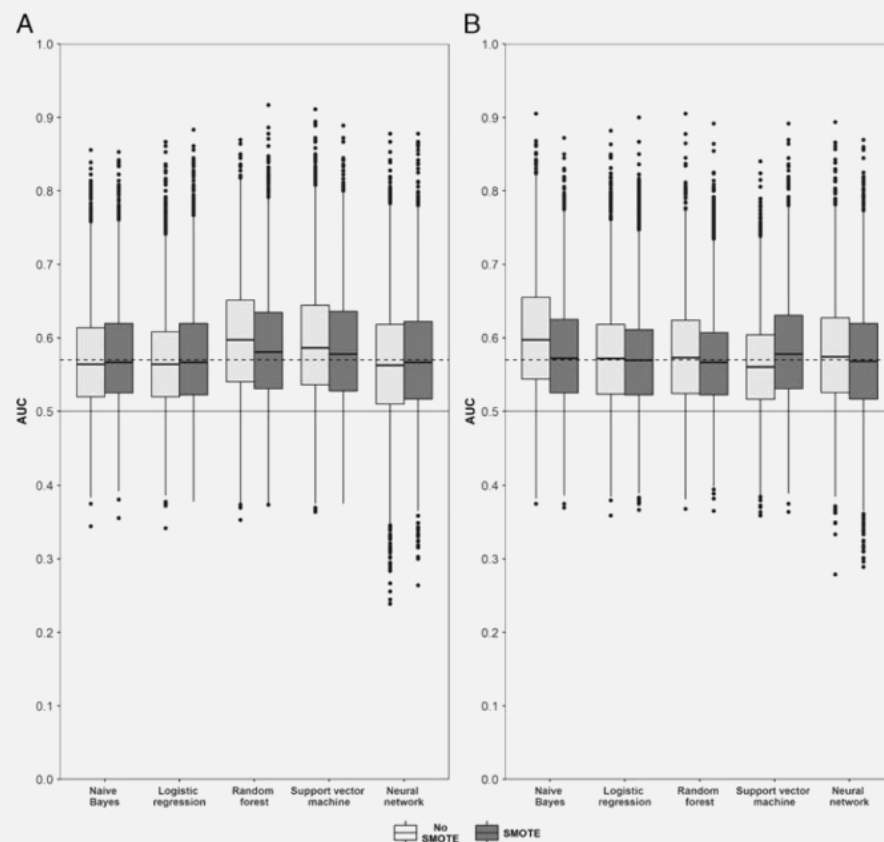 A
1.0
0.9
0.8
0.7
0.6
0.5
0.4
0.3
0.2
0.1
0.0
AUC
Naive
Bayes
Logistic
regression
Random
forest
Support vector
machine
Neural
network
B
1.0
0.9
0.8
0.7
0.6
0.5
0.4
0.3
0.2
0.1
0.0
AUC
Naive
Bayes
Logistic
regression
Random
forest
Support vector
machine
Neural
network
No
SMOTE
SMOTE